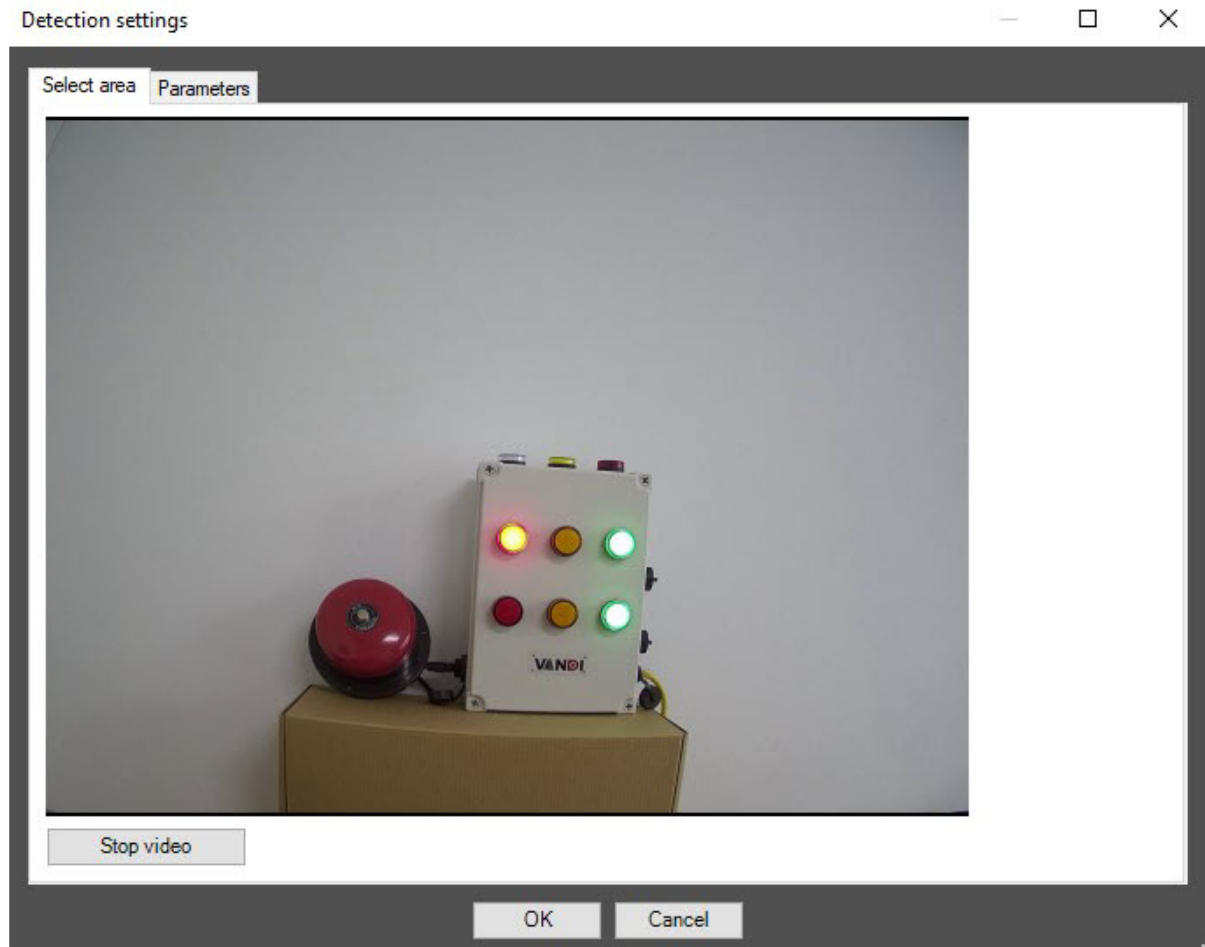 Detection settings
Select area
Parameters
VANDI
Stop video
OK
Cancel